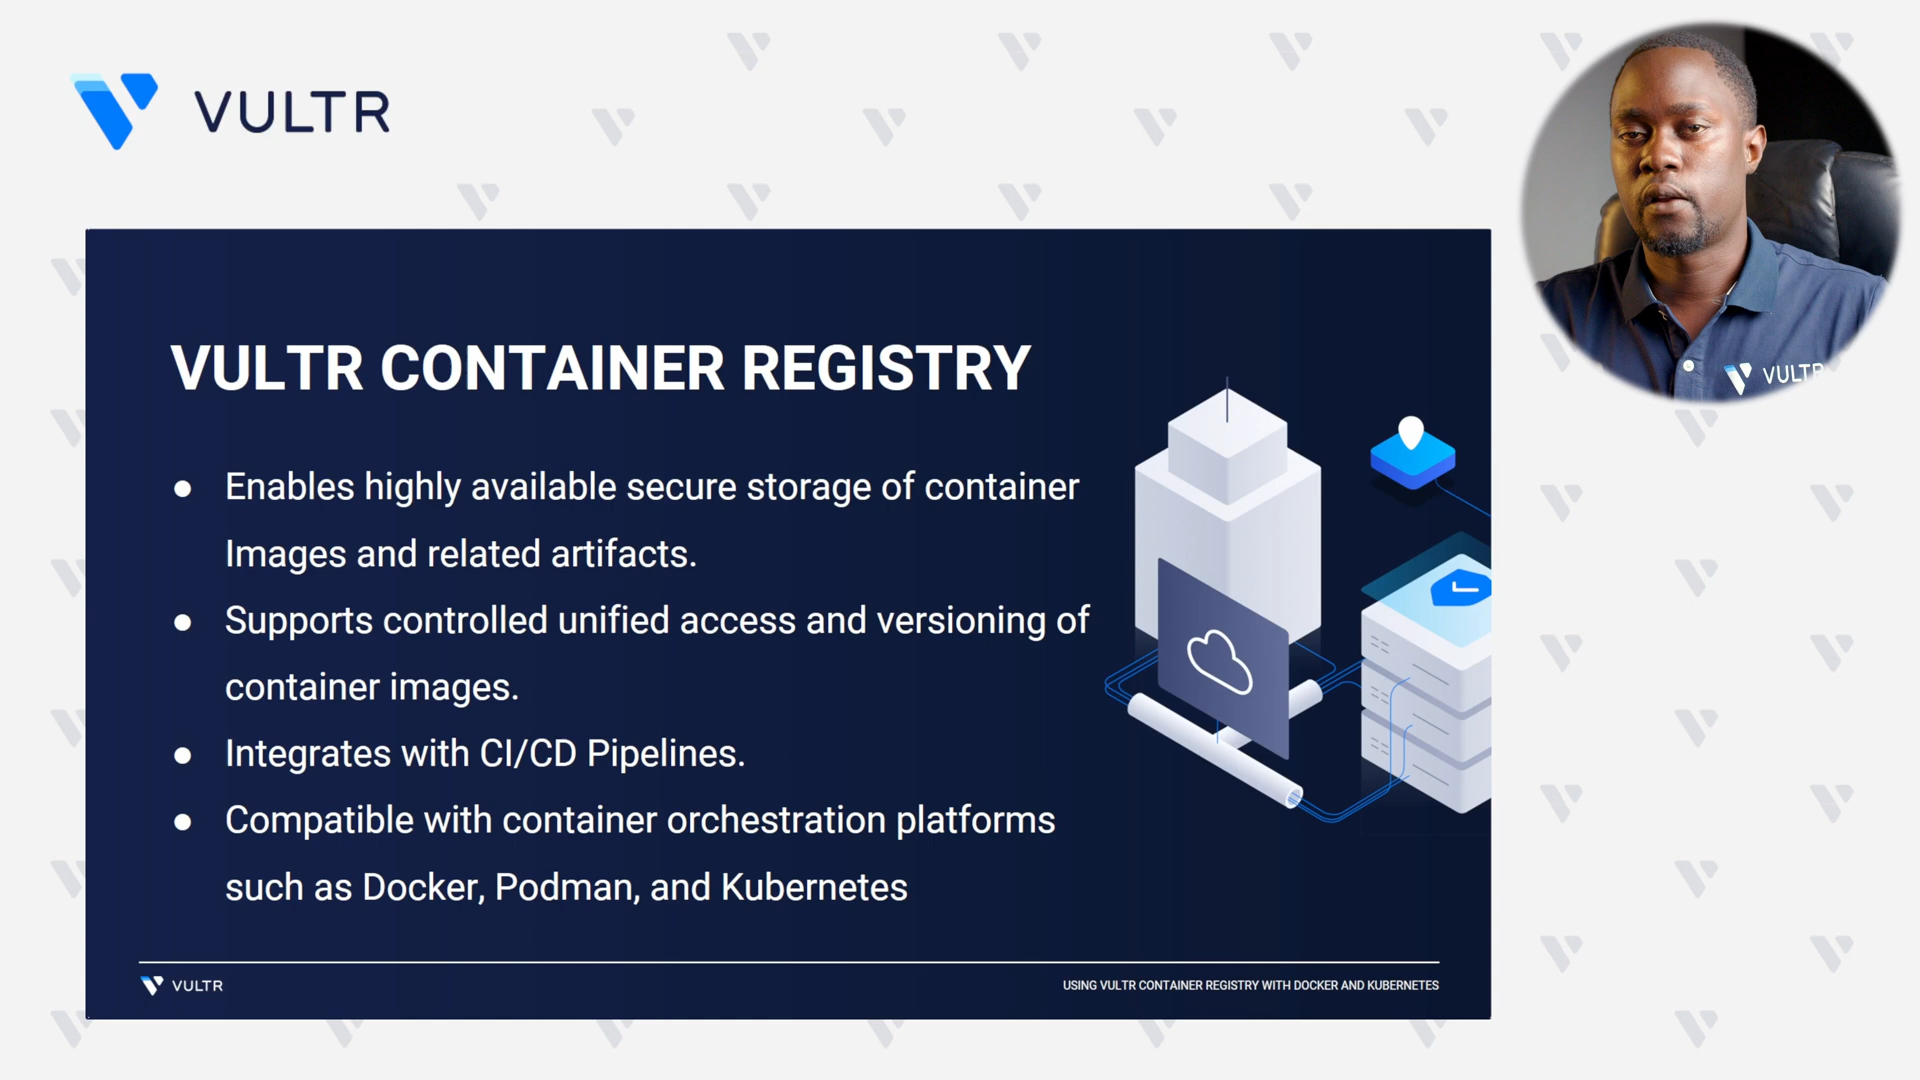 VULTR
VULTR
VULTR CONTAINER REGISTRY
● Enables highly available secure storage of container
Images and related artifacts.
● Supports controlled unified access and versioning of
container images.
● Integrates with CI/CD Pipelines.
● Compatible with container orchestration platforms
such as Docker, Podman, and Kubernetes
VULTR
USING VULTR CONTAINER REGISTRY WITH DOCKER AND KUBERNETES